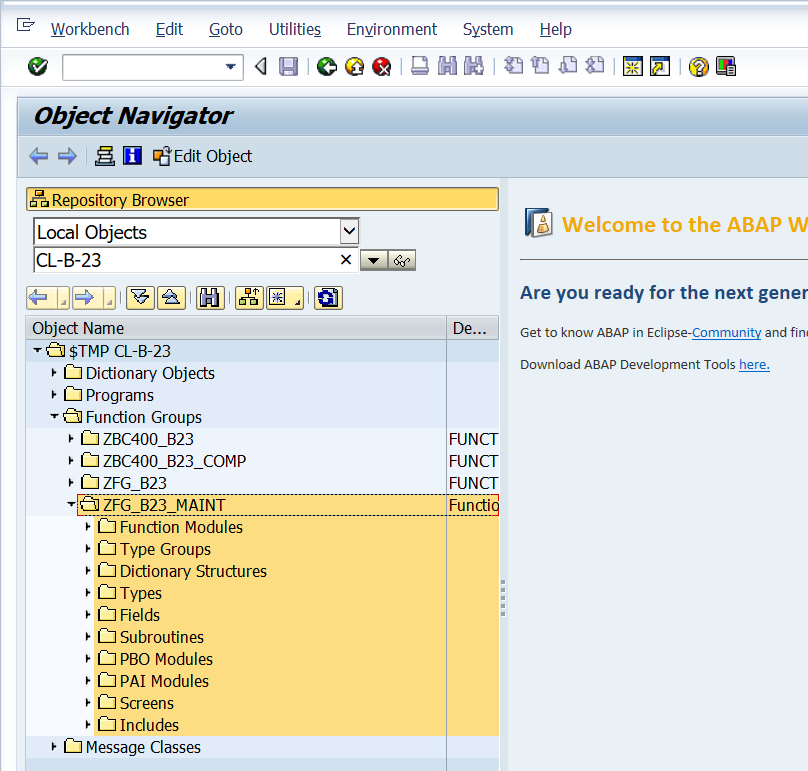 Workbench Edit Goto Utilities Environment System Help
Object Navigator
Edit Object
Repository Browser
Local Objects
CL-B-23
Object Name De...
$TMP CL-B-23
Dictionary Objects
Programs
Function Groups
ZBC400_B23 FUNCT
ZBC400_B23_COMP FUNCT
ZFG_B23 FUNCT
ZFG_B23_MAINT Functio
Function Modules
Type Groups
Dictionary Structures
Types
Fields
Subroutines
PBO Modules
PAI Modules
Screens
Includes
Message Classes
Welcome to the ABAP W
Are you ready for the next gener
Get to know ABAP in Eclipse-Community and find
Download ABAP Development Tools here.